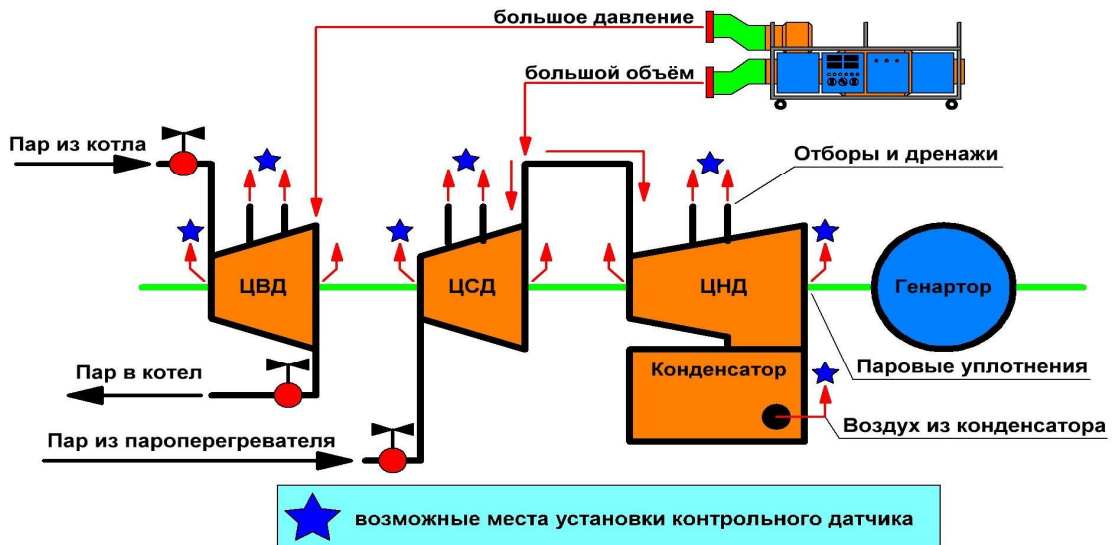 большое давление
большой объём
Пар из котла
Отборы и дренажи
ЦВД
ЦСД
ЦНД
Генартор
Пар в котел
Конденсатор
Паровые уплотнения
Пар из пароперегревателя
Воздух из конденсатора
возможные места установки контрольного датчика